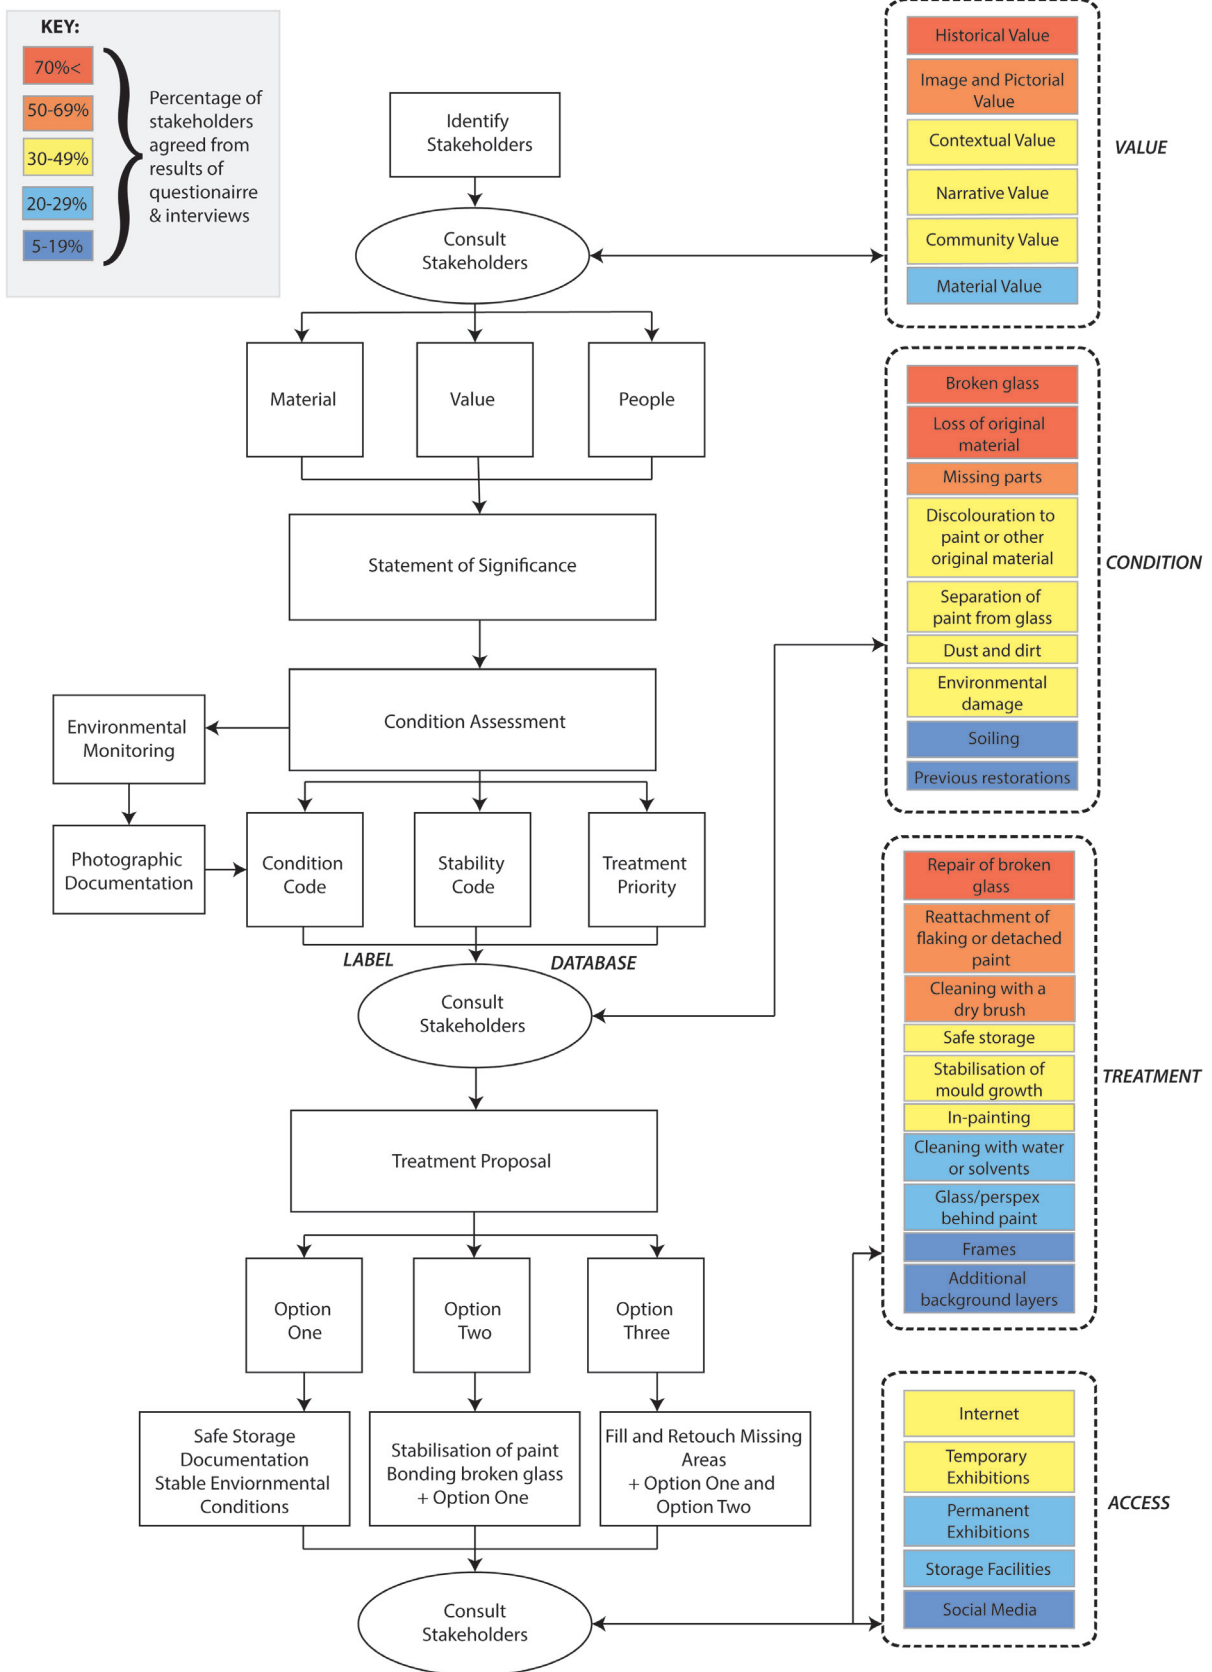 KEY:
70%<
50-69%
30-49%
20-29%
5-19%
Percentage of
stakeholders
agreed from
results of
questionairre
& interviews
Identify
Stakeholders
Consult
Stakeholders
Material
Value
People
Statement of Significance
Condition Assessment
Environmental
Monitoring
Photographic
Documentation
Condition
Code
Stability
Code
Treatment
Priority
LABEL
DATABASE
Consult
Stakeholders
Treatment Proposal
Option
One
Option
Two
Option
Three
Safe Storage
Documentation
Stable Enviornmental
Conditions
Stabilisation of paint
Bonding broken glass
+ Option One
Fill and Retouch Missing
Areas
+ Option One and
Option Two
Consult
Stakeholders
Historical Value
Image and Pictorial
Value
Contextual Value
Narrative Value
Community Value
Material Value
VALUE
Broken glass
Loss of original
material
Missing parts
Discolouration to
paint or other
original material
Separation of
paint from glass
Dust and dirt
Environmental
damage
Soiling
Previous restorations
CONDITION
Repair of broken
glass
Reattachment of
flaking or detached
paint
Cleaning with a
dry brush
Safe storage
Stabilisation of
mould growth
In-painting
Cleaning with water
or solvents
Glass/perspex
behind paint
Frames
Additional
background layers
TREATMENT
Internet
Temporary
Exhibitions
Permanent
Exhibitions
Storage Facilities
Social Media
ACCESS